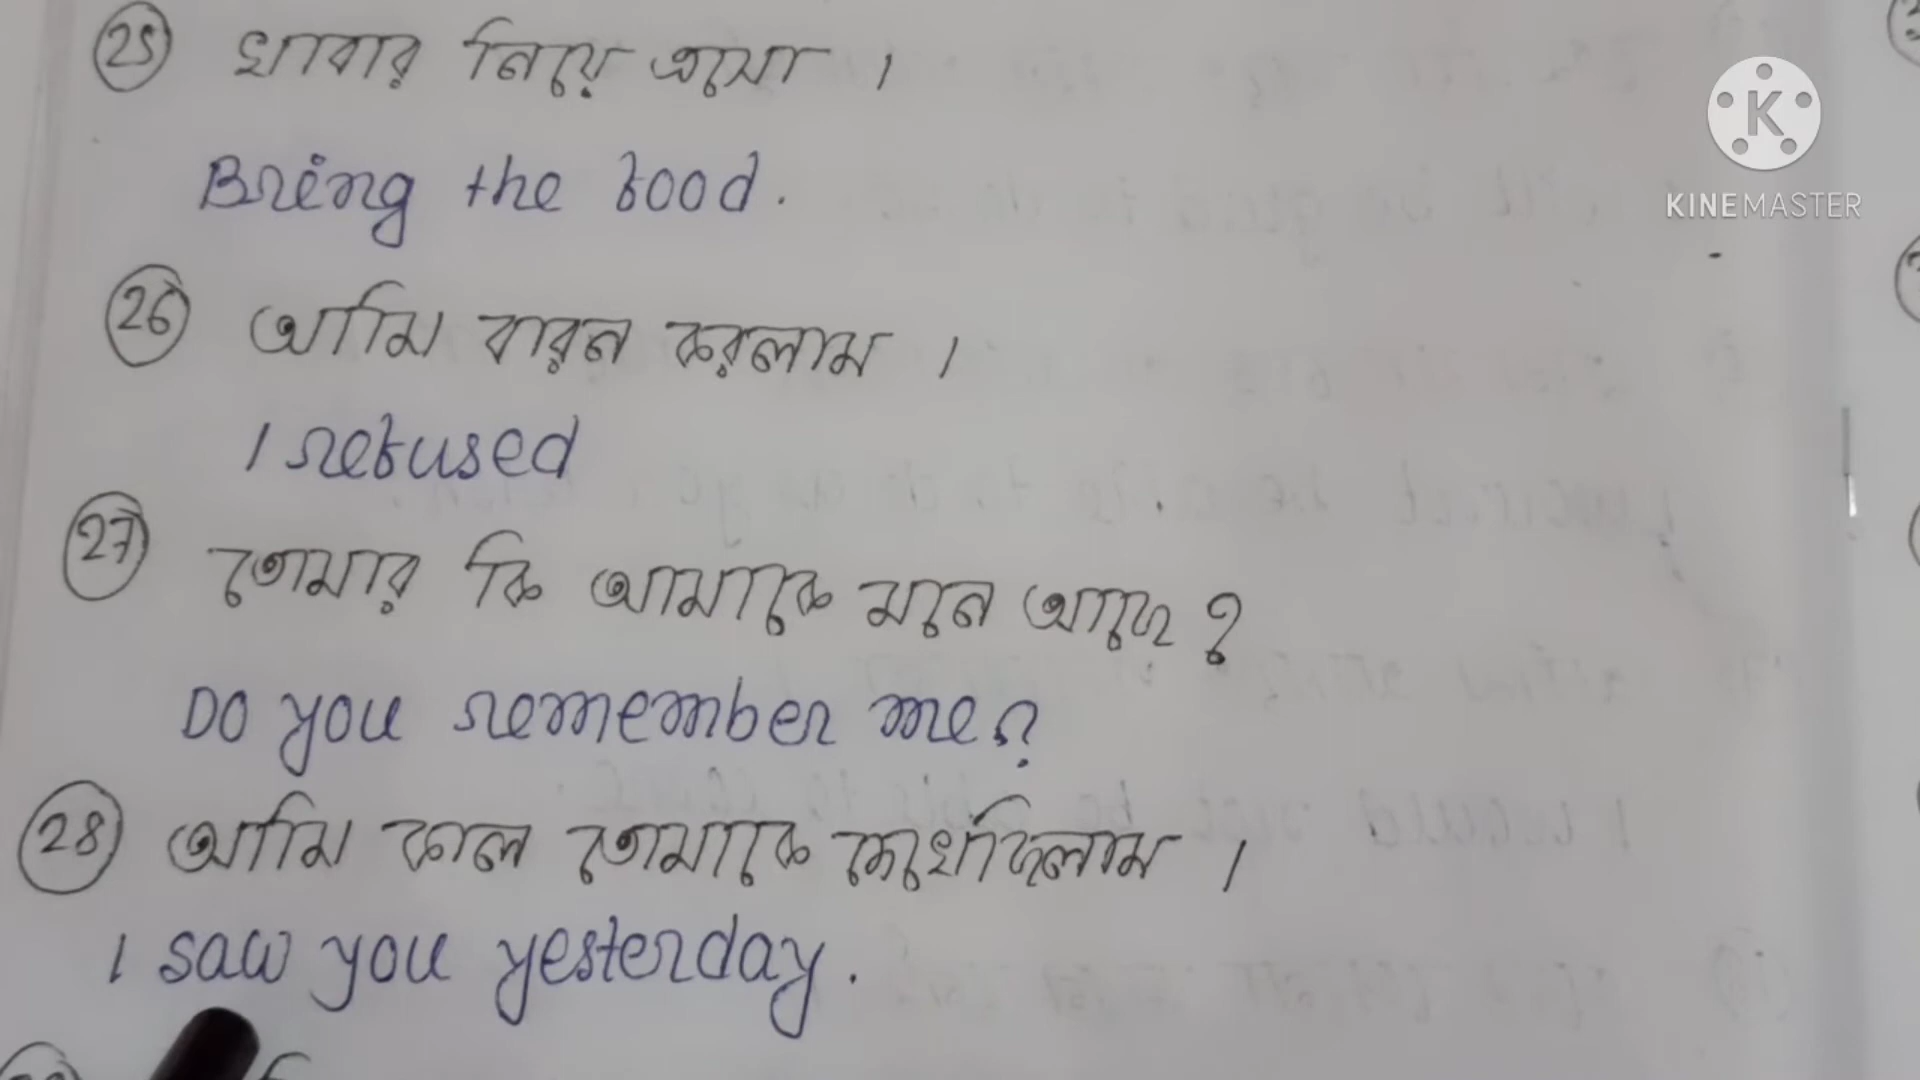 25 খাবার নিয়ে এসো।
Bring the food.
26 আমি বারন করলাম।
I refused
27 তোমার কি আমাকে মনে আছে?
Do you remember me?
28 আমি কাল তোমাকে দেখেছিলাম।
I saw you yesterday.
K
KINEMASTER